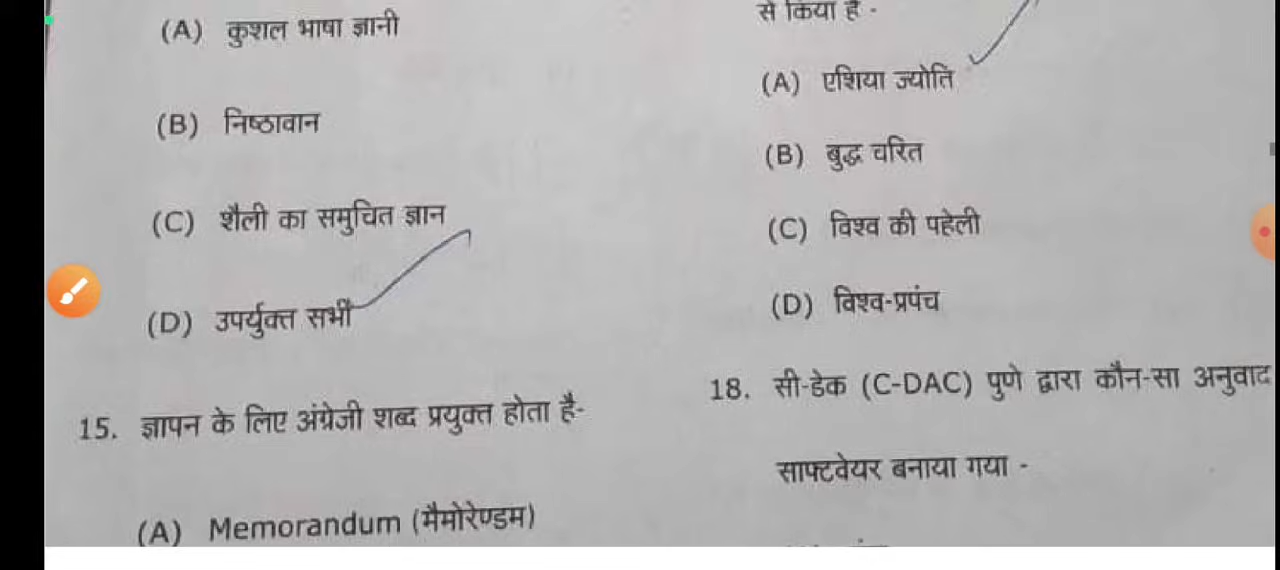 (A) कुशल भाषा ज्ञानी
(B) निष्ठावान
(C) शैली का समुचित ज्ञान
(D) उपर्युक्त सभी
15. ज्ञापन के लिए अंग्रेजी शब्द प्रयुक्त होता है-
(A) Memorandum (मैमोरेण्डम)
से किया है -
(A) एशिया ज्योति
(B) बुद्ध चरित
(C) विश्व की पहेली
(D) विश्व-प्रपंच
18. सी-डेक (C-DAC) पुणे द्वारा कौन-सा अनुवाद
साफ्टवेयर बनाया गया -